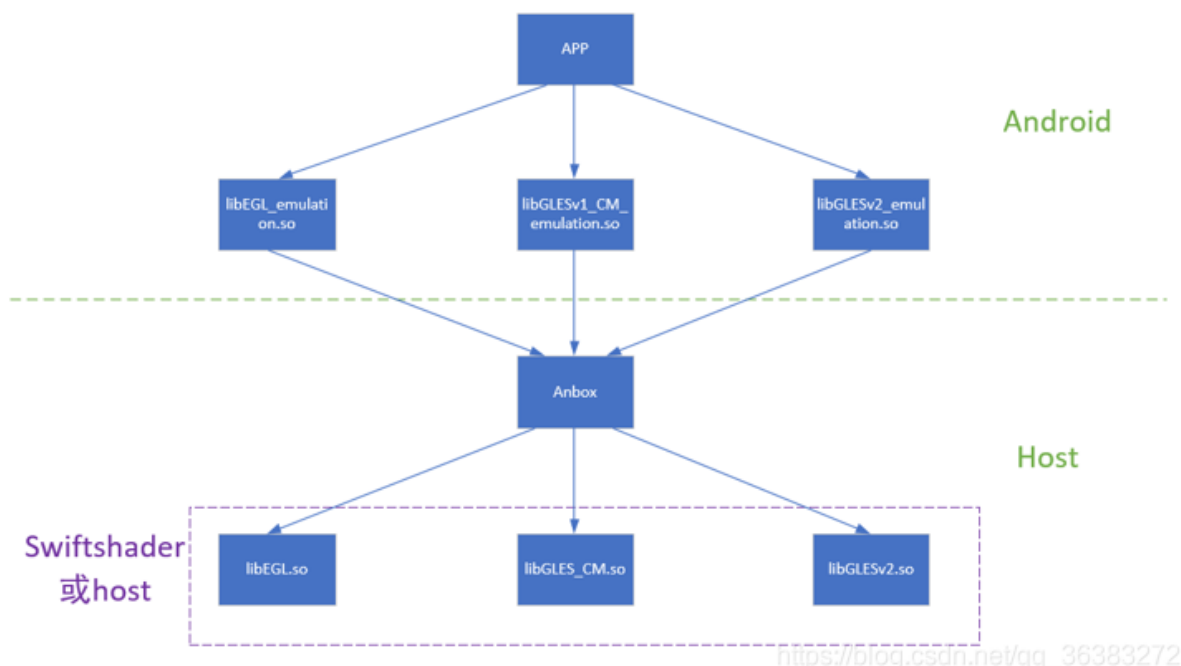 APP
Android
libEGL_emulati
on.so
libGLESv1_CM_
emulation.so
libGLESv2_emul
ation.so
Anbox
Host
Swiftshader
或host
libEGL.so
libGLES_CM.so
libGLESv2.so
https://blog.csdn.net/qq_36383272